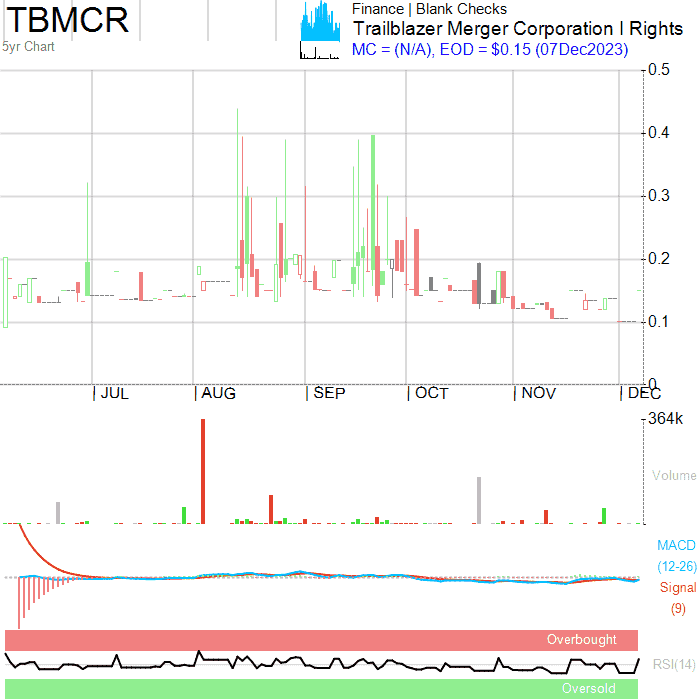 TBMCR
5yr Chart
Finance | Blank Checks
Trailblazer Merger Corporation I Rights
MC = (N/A), EOD = $0.15 (07Dec2023)
0.5
0.4
0.3
0.2
0.1
0
JUL AUG SEP OCT NOV DEC
364k
Volume
MACD
(12-26)
Signal
(9)
Overbought
RSI(14)
Oversold